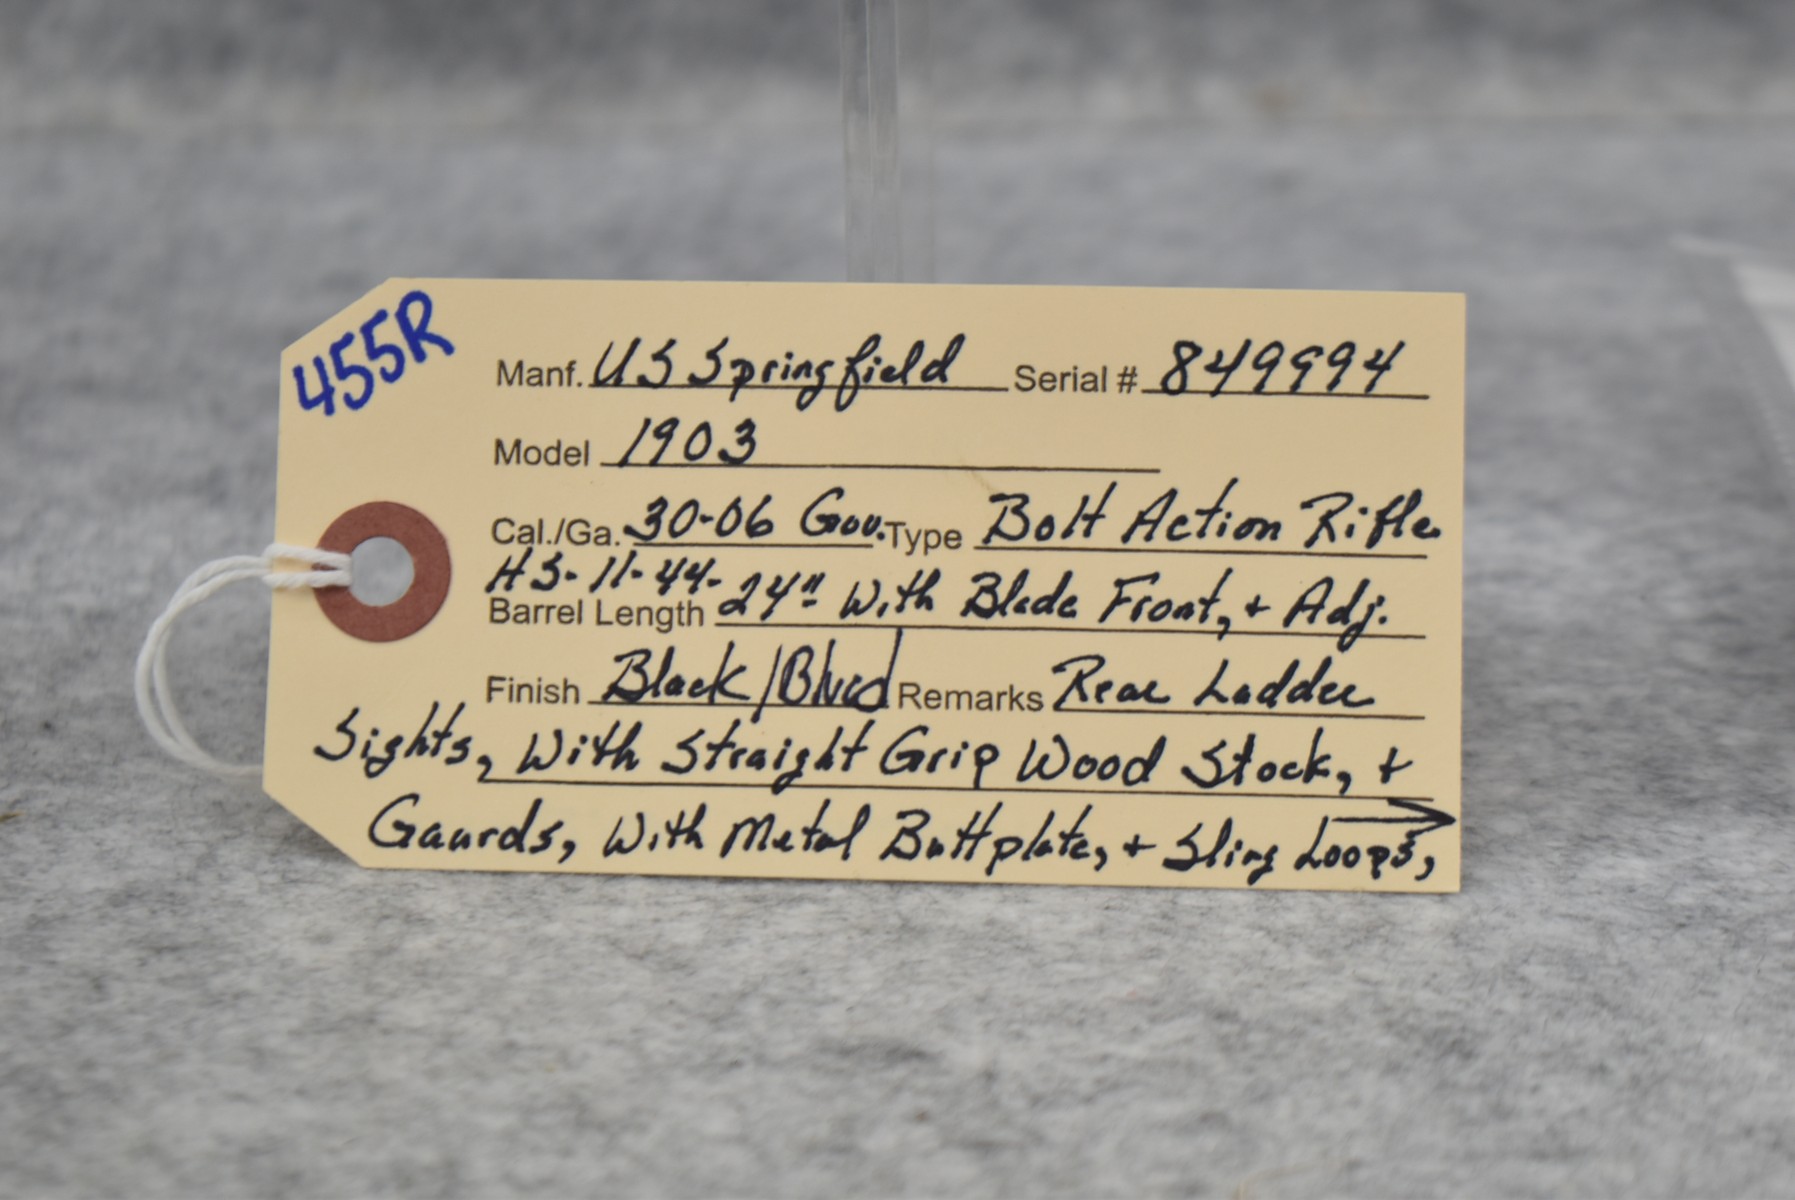 455R
Manf. US Springfield Serial # 849994
Model 1903
Cal./Ga. 30-06 Gov. Type Bolt Action Rifle
HS-11-44-
Barrel Length 24" With Blade Front, + Adj.
Finish Black/Blued Remarks Rear Ladder
Sights, With Straight Grip Wood Stock, +
Gaurds, With Metal Buttplate, + Sling Loops,